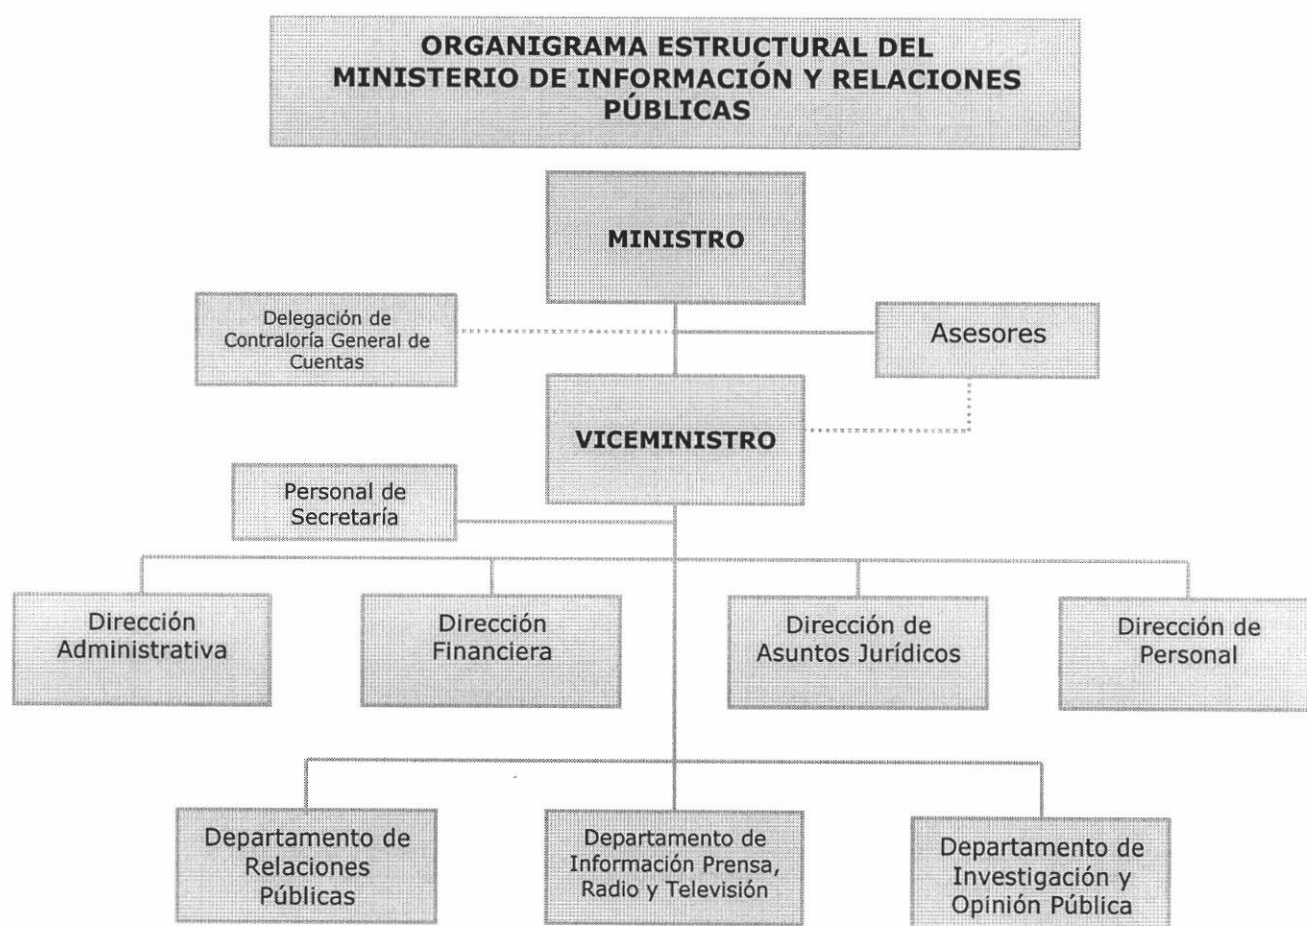 ORGANIGRAMA ESTRUCTURAL DEL
MINISTERIO DE INFORMACIÓN Y RELACIONES
PÚBLICAS
MINISTRO
Delegación de
Contraloría General de
Cuentas
Asesores
VICEMINISTRO
Personal de
Secretaría
Dirección
Administrativa
Dirección
Financiera
Dirección de
Asuntos Jurídicos
Dirección de
Personal
Departamento de
Relaciones
Públicas
Departamento de
Información Prensa,
Radio y Televisión
Departamento de
Investigación y
Opinión Pública